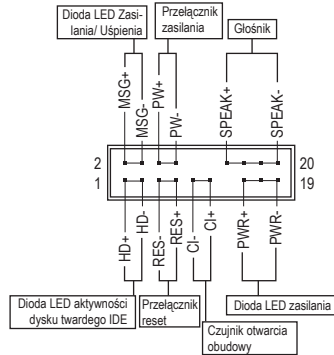 Dioda LED Zasi-
lania/ Uśpienia
Przełącznik
zasilania
Głośnik
MSG+
MSG-
PW+
PW-
SPEAK+
SPEAK-
2
20
1
19
HD+
HD-
RES-
RES+
CI-
CI+
PWR+
PWR-
Dioda LED aktywności
dysku twardego IDE
Przełącznik
reset
Dioda LED zasilania
Czujnik otwarcia
obudowy